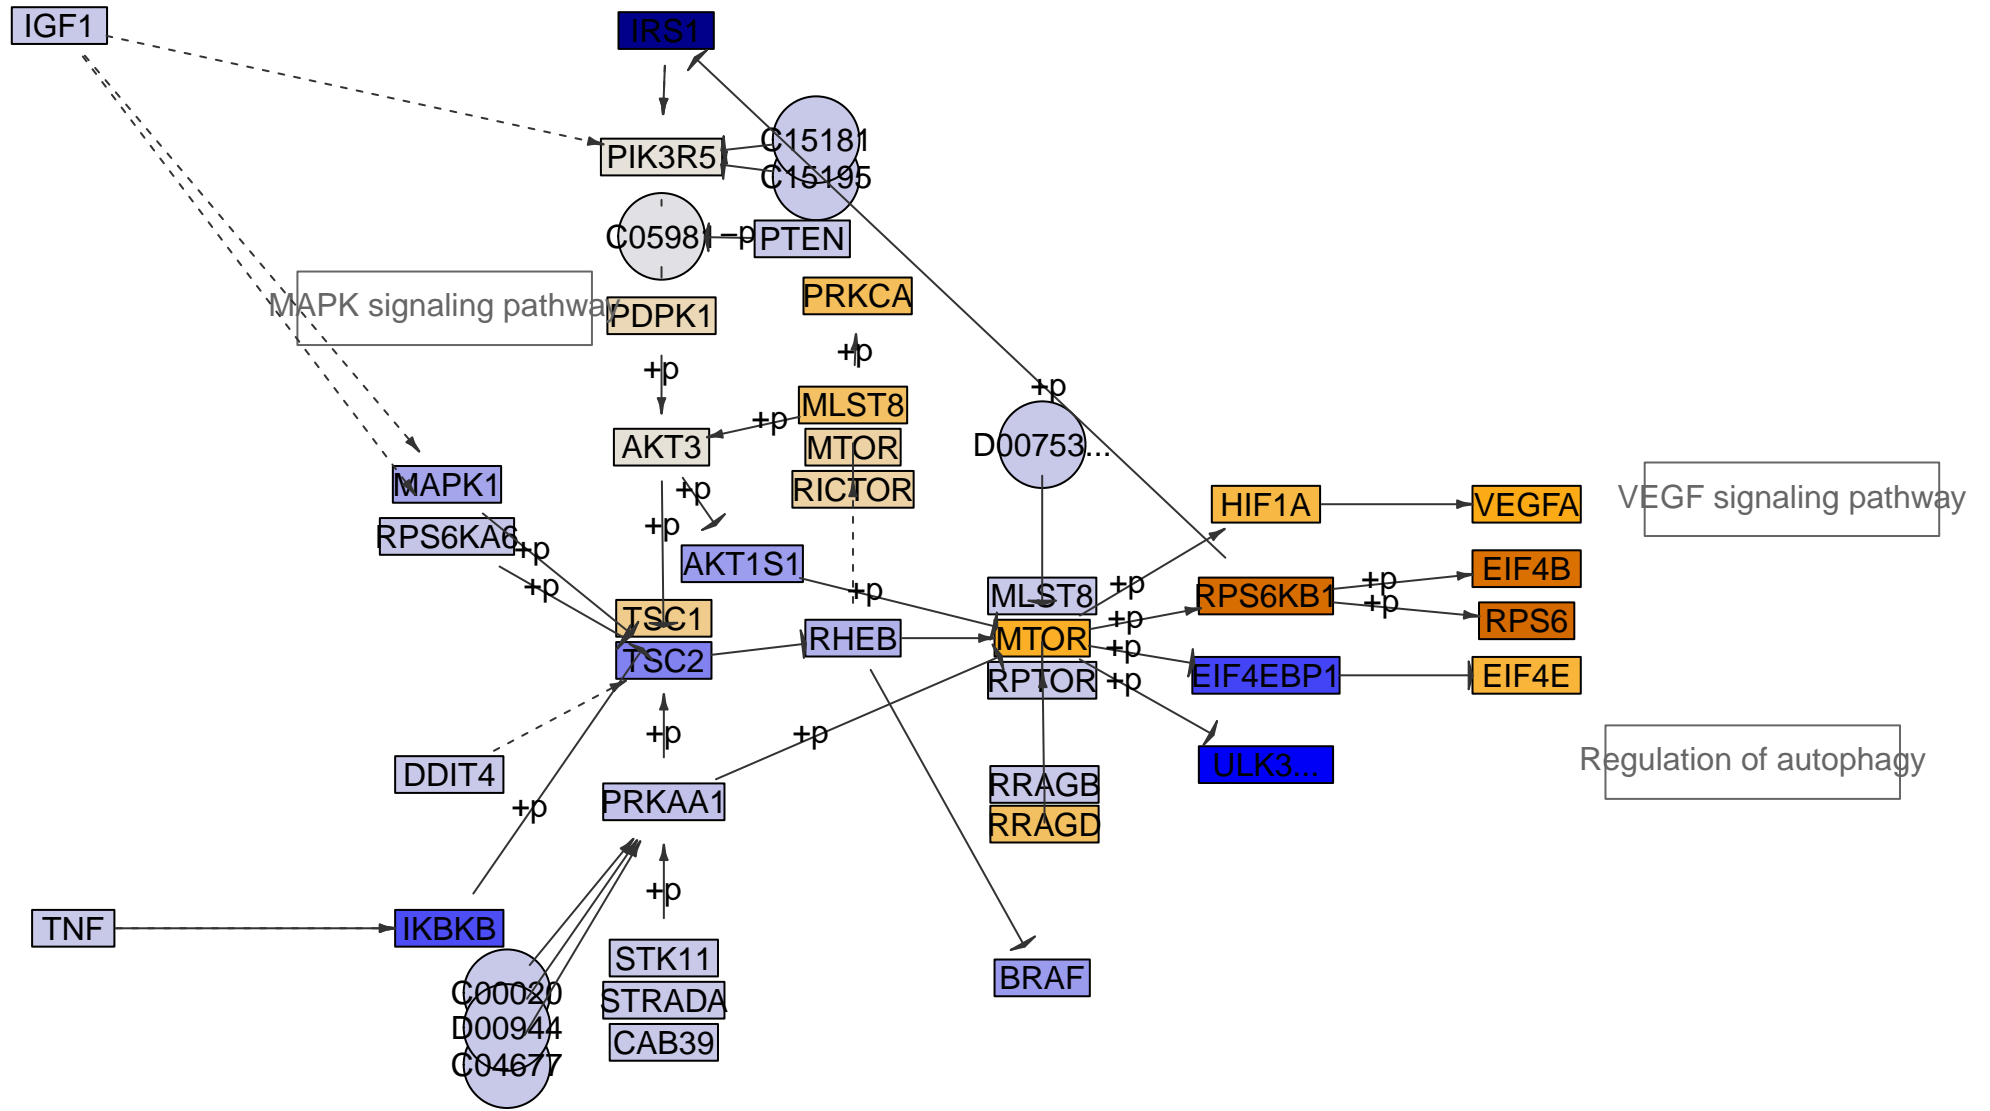 IGF1
IRS1
C15181
PIK3R5
C15195
C0598
−p
PTEN
PRKCA
MAPK signaling pathway
PDPK1
+p
+p
+p
MLST8
+p
AKT3
MTOR
D00753...
MAPK1
+p
RICTOR
HIF1A
VEGFA
VEGF signaling pathway
RPS6KA6
+p
+p
AKT1S1
EIF4B
+p
+p
+p
+p
MLST8
RPS6KB1
+p
TSC1
+p
RPS6
RHEB
MTOR
+p
TSC2
RPTOR
+p
EIF4EBP1
EIF4E
+p
+p
Regulation of autophagy
ULK3...
DDIT4
RRAGB
PRKAA1
+p
RRAGD
+p
TNF
IKBKB
STK11
BRAF
C00020
STRADA
D00944
CAB39
C04677